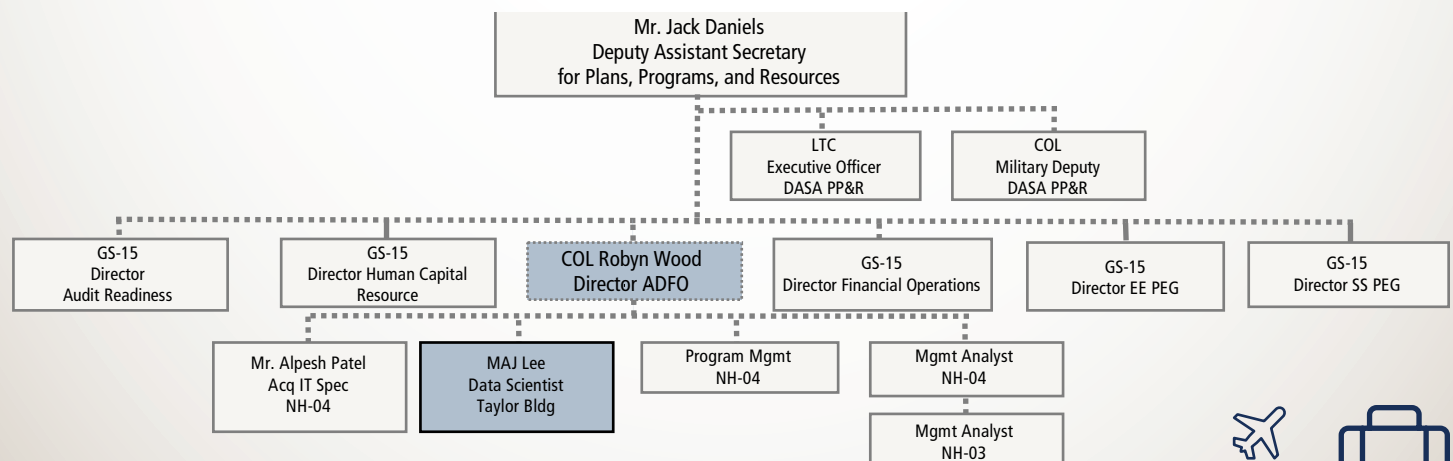 Mr. Jack Daniels
Deputy Assistant Secretary
for Plans, Programs, and Resources
LTC
Executive Officer
DASA PP&R
COL
Military Deputy
DASA PP&R
GS-15
Director
Audit Readiness
GS-15
Director Human Capital
Resource
COL Robyn Wood
Director ADFO
GS-15
Director Financial Operations
GS-15
Director EE PEG
GS-15
Director SS PEG
Mr. Alpesh Patel
Acq IT Spec
NH-04
MAJ Lee
Data Scientist
Taylor Bldg
Program Mgmt
NH-04
Mgmt Analyst
NH-04
Mgmt Analyst
NH-03